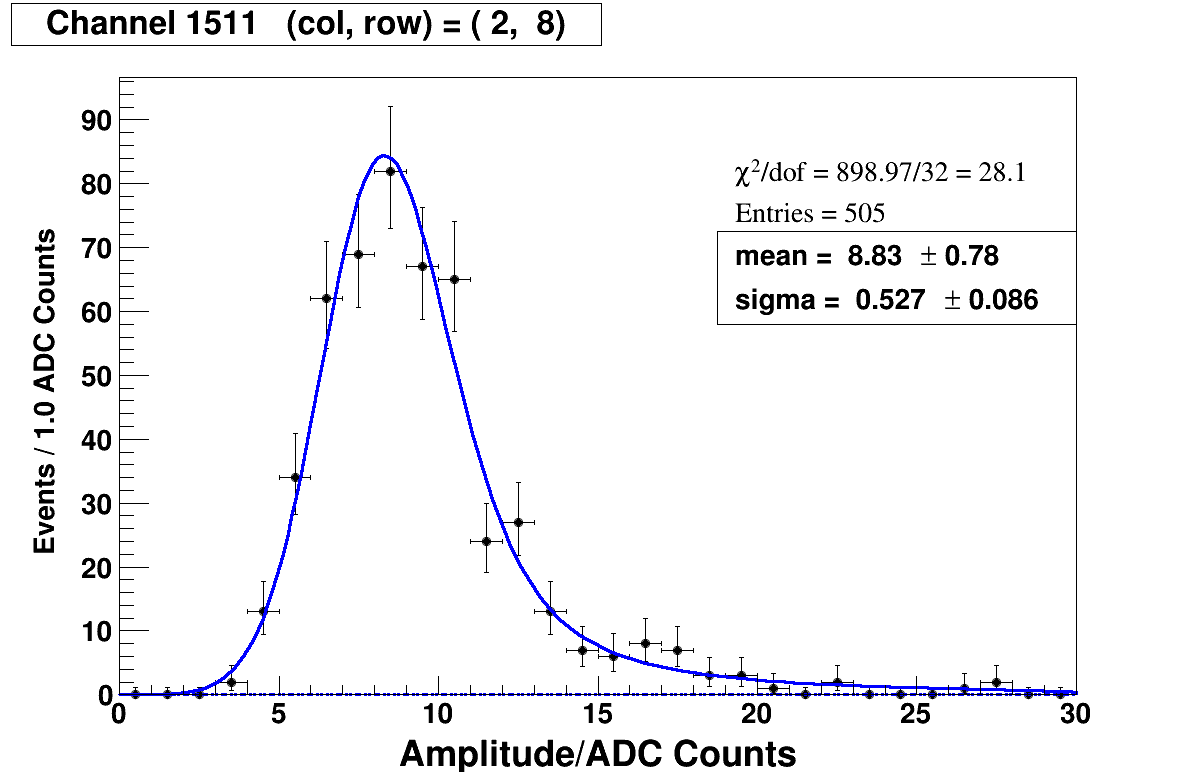 Channel 1511 (col, row) = ( 2, 8)
χ²/dof = 898.97/32 = 28.1
Entries = 505
mean = 8.83 ± 0.78
sigma = 0.527 ± 0.086
Events / 1.0 ADC Counts
90
80
70
60
50
40
30
20
10
0
0 5 10 15 20 25 30
Amplitude/ADC Counts